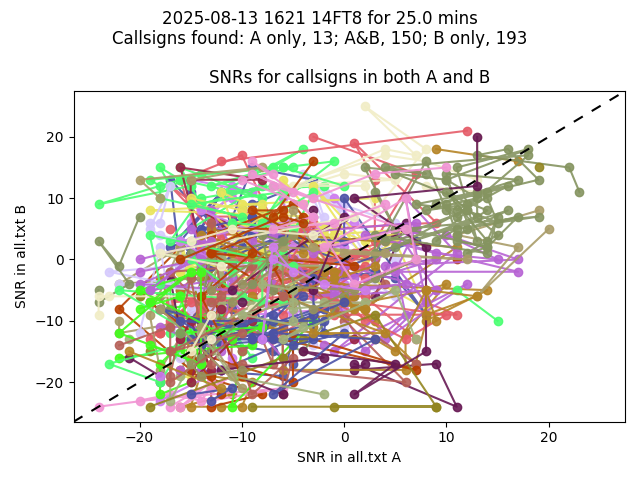 2025-08-13 1621 14FT8 for 25.0 mins
Callsigns found: A only, 13; A&B, 150; B only, 193
SNRs for callsigns in both A and B
SNR in all.txt B
20
10
0
−10
−20
−20
−10
0
10
20
SNR in all.txt A